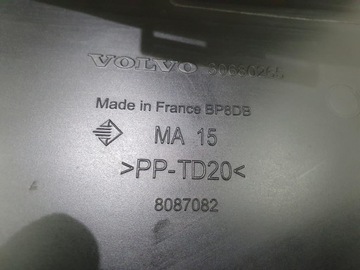 VOLVO
Made in France BP8DB
MA 15
>PP-TD20<
8087082